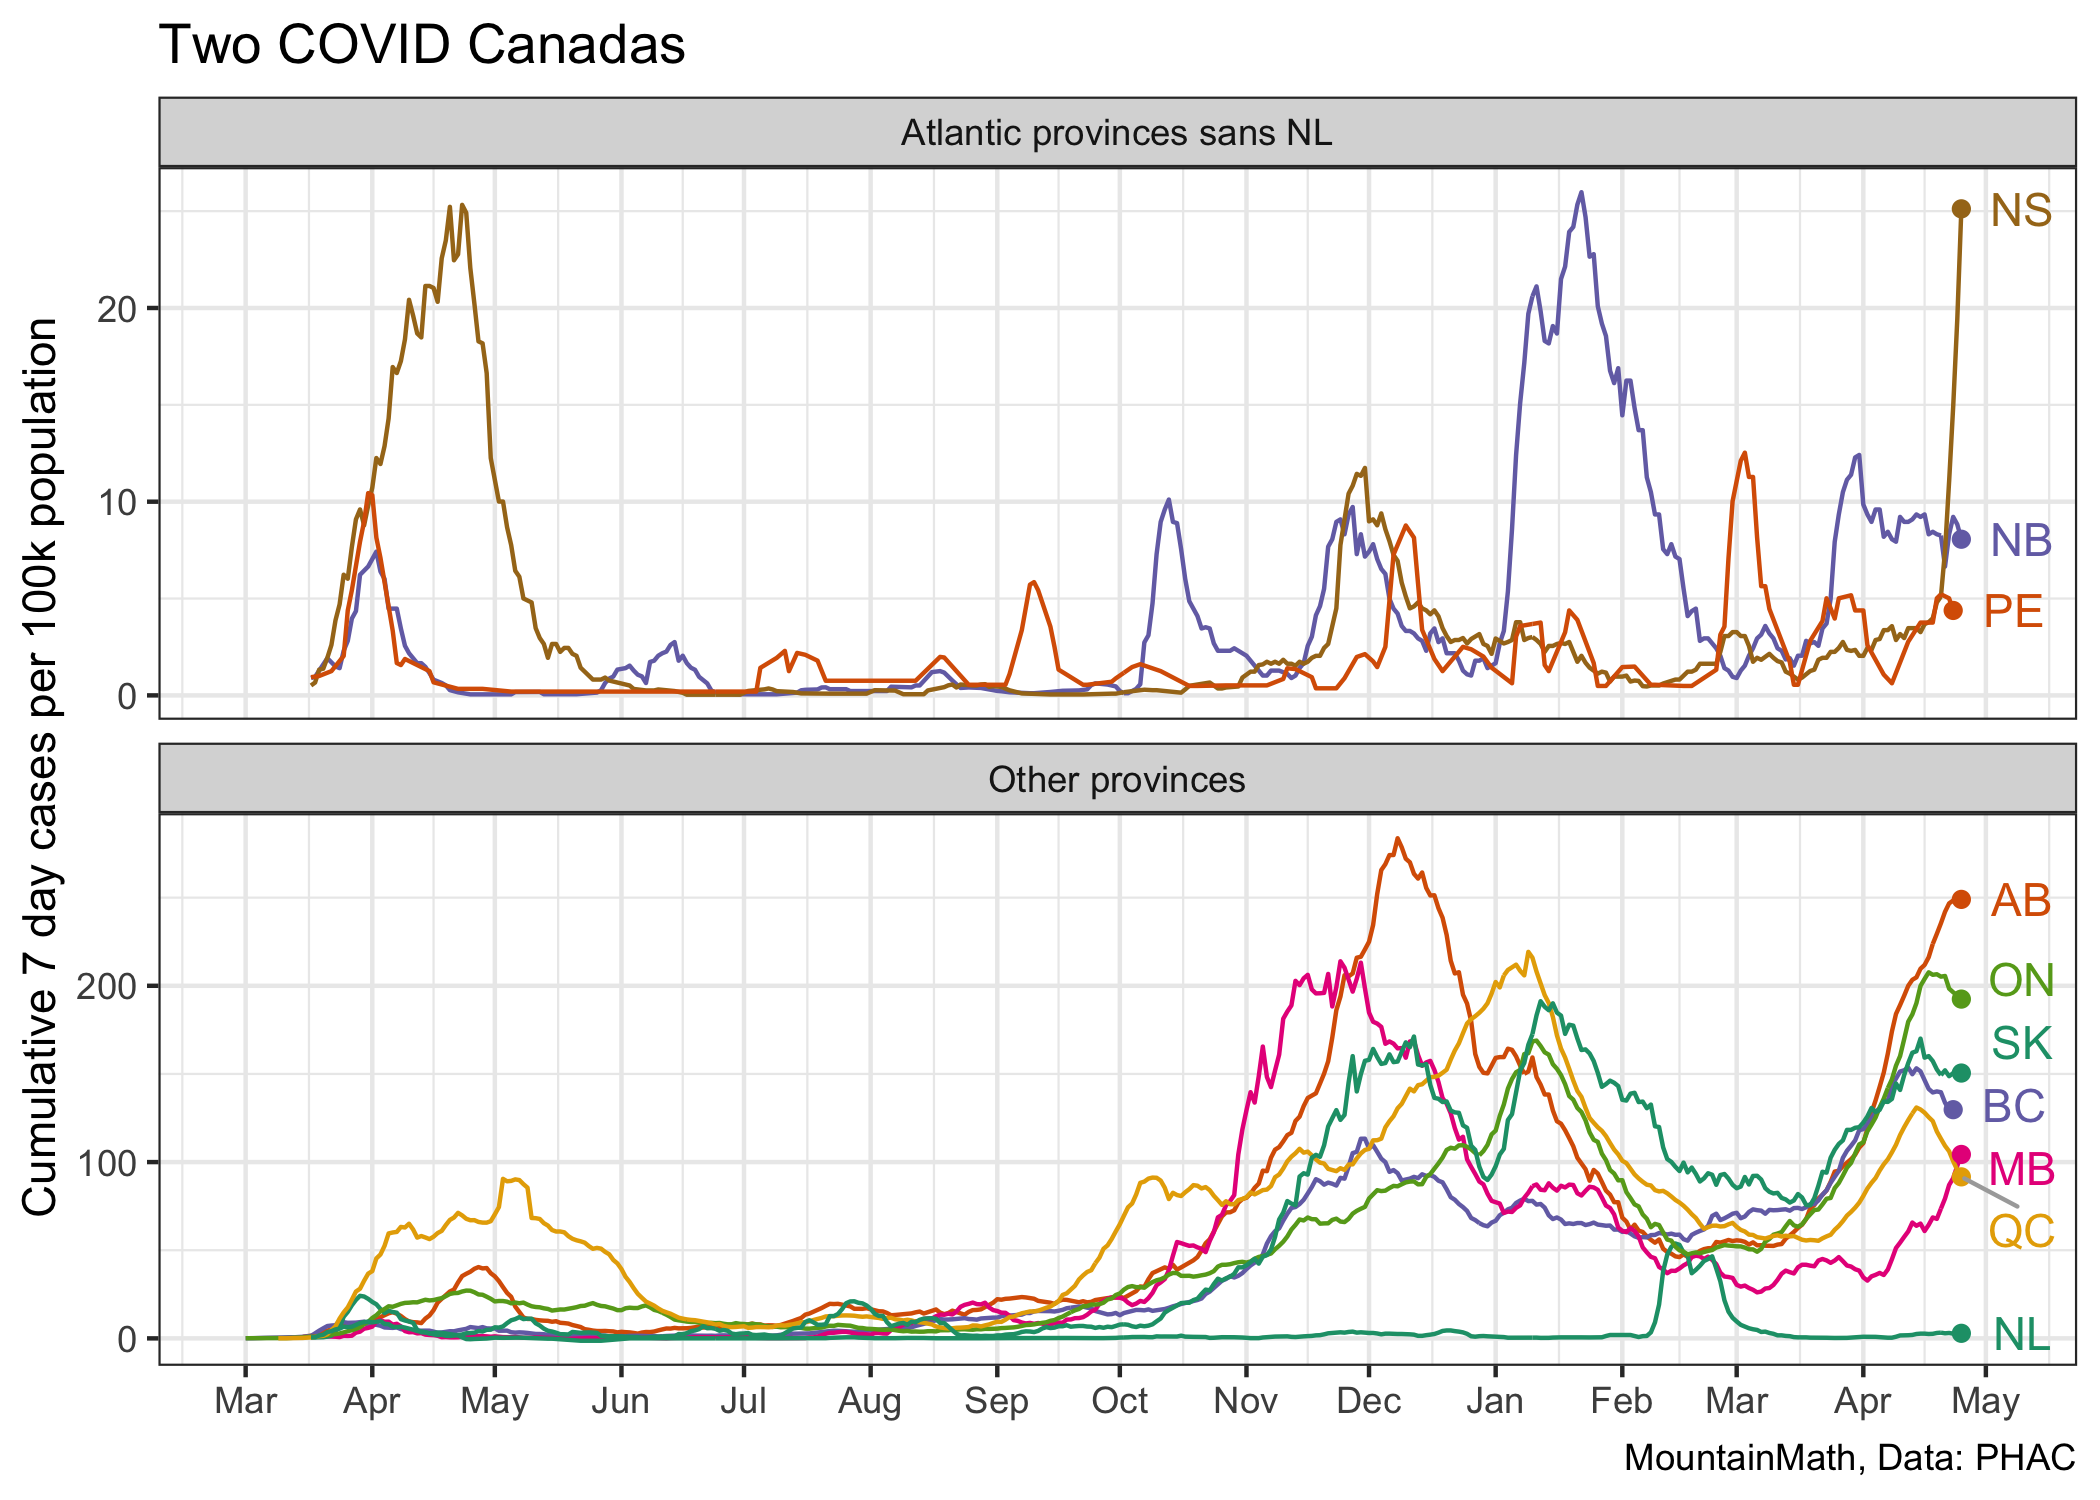 Two COVID Canadas
Atlantic provinces sans NL
Cumulative 7 day cases per 100k population
20
10
0
NS
NB
PE
Other provinces
200
100
0
AB
ON
SK
BC
MB
QC
NL
Mar Apr May Jun Jul Aug Sep Oct Nov Dec Jan Feb Mar Apr May
MountainMath, Data: PHAC